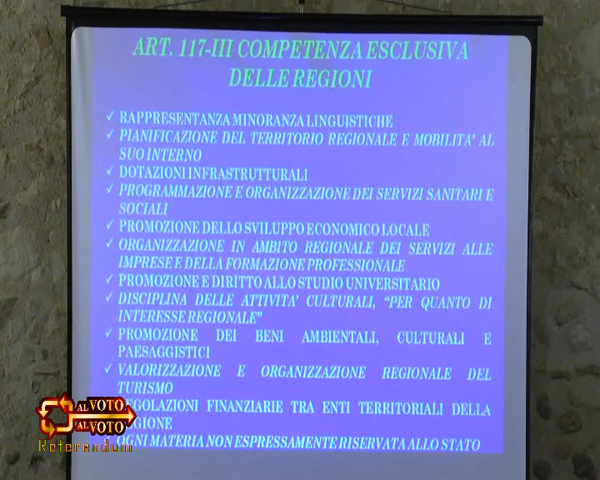 ART. 117-III COMPETENZA ESCLUSIVA
DELLE REGIONI
✓ RAPPRESENTANZA MINORANZA LINGUISTICHE
✓ PIANIFICAZIONE DEL TERRITORIO REGIONALE E MOBILITA' AL
SUO INTERNO
✓ DOTAZIONI INFRASTRUTTURALI
✓ PROGRAMMAZIONE E ORGANIZZAZIONE DEI SERVIZI SANITARI E
SOCIALI
✓ PROMOZIONE DELLO SVILUPPO ECONOMICO LOCALE
✓ ORGANIZZAZIONE IN AMBITO REGIONALE DEI SERVIZI ALLE
IMPRESE E DELLA FORMAZIONE PROFESSIONALE
✓ PROMOZIONE E DIRITTO ALLO STUDIO UNIVERSITARIO
✓ DISCIPLINA DELLE ATTIVITA' CULTURALI, "PER QUANTO DI
INTERESSE REGIONALE"
✓ PROMOZIONE DEI BENI AMBIENTALI, CULTURALI E
PAESAGGISTICI
✓ VALORIZZAZIONE E ORGANIZZAZIONE REGIONALE DEL
TURISMO
REGOLAZIONI FINANZIARIE TRA ENTI TERRITORIALI DELLA
REGIONE
OGNI MATERIA NON ESPRESSAMENTE RISERVATA ALLO STATO
AL VOTO
AL VOTO
Referendum